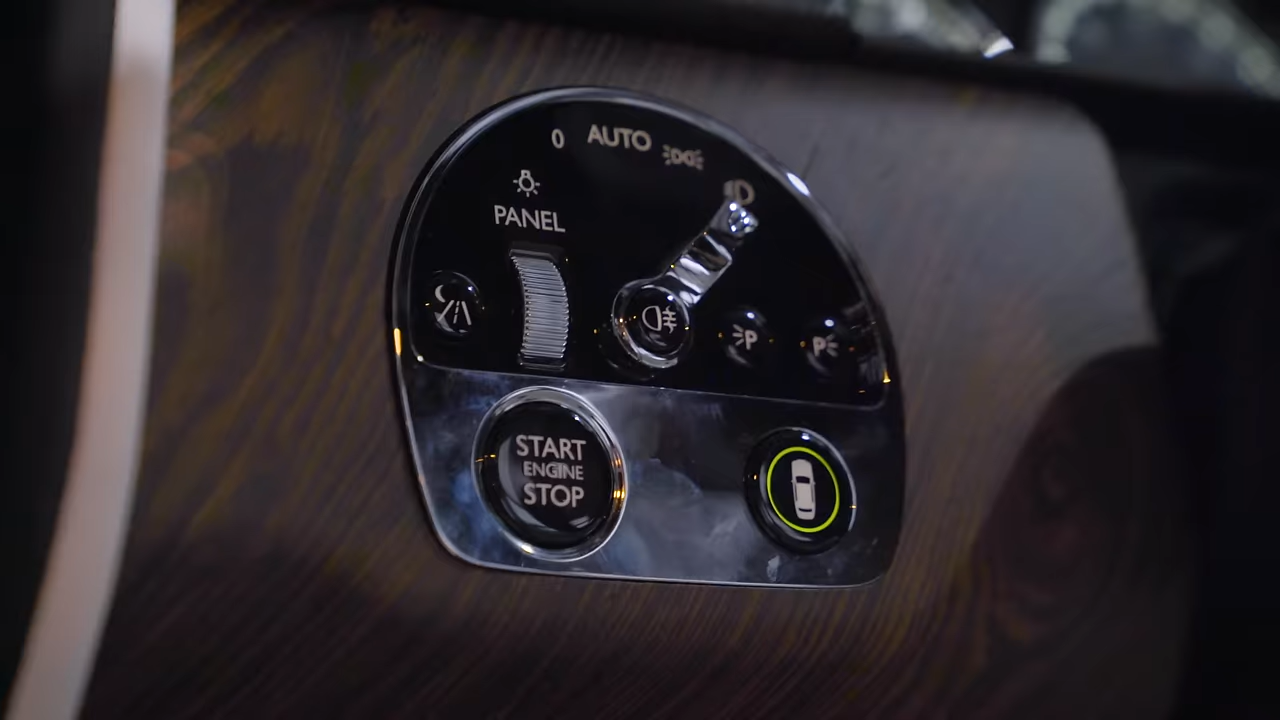 0 AUTO
PANEL
P P
START
ENGINE
STOP